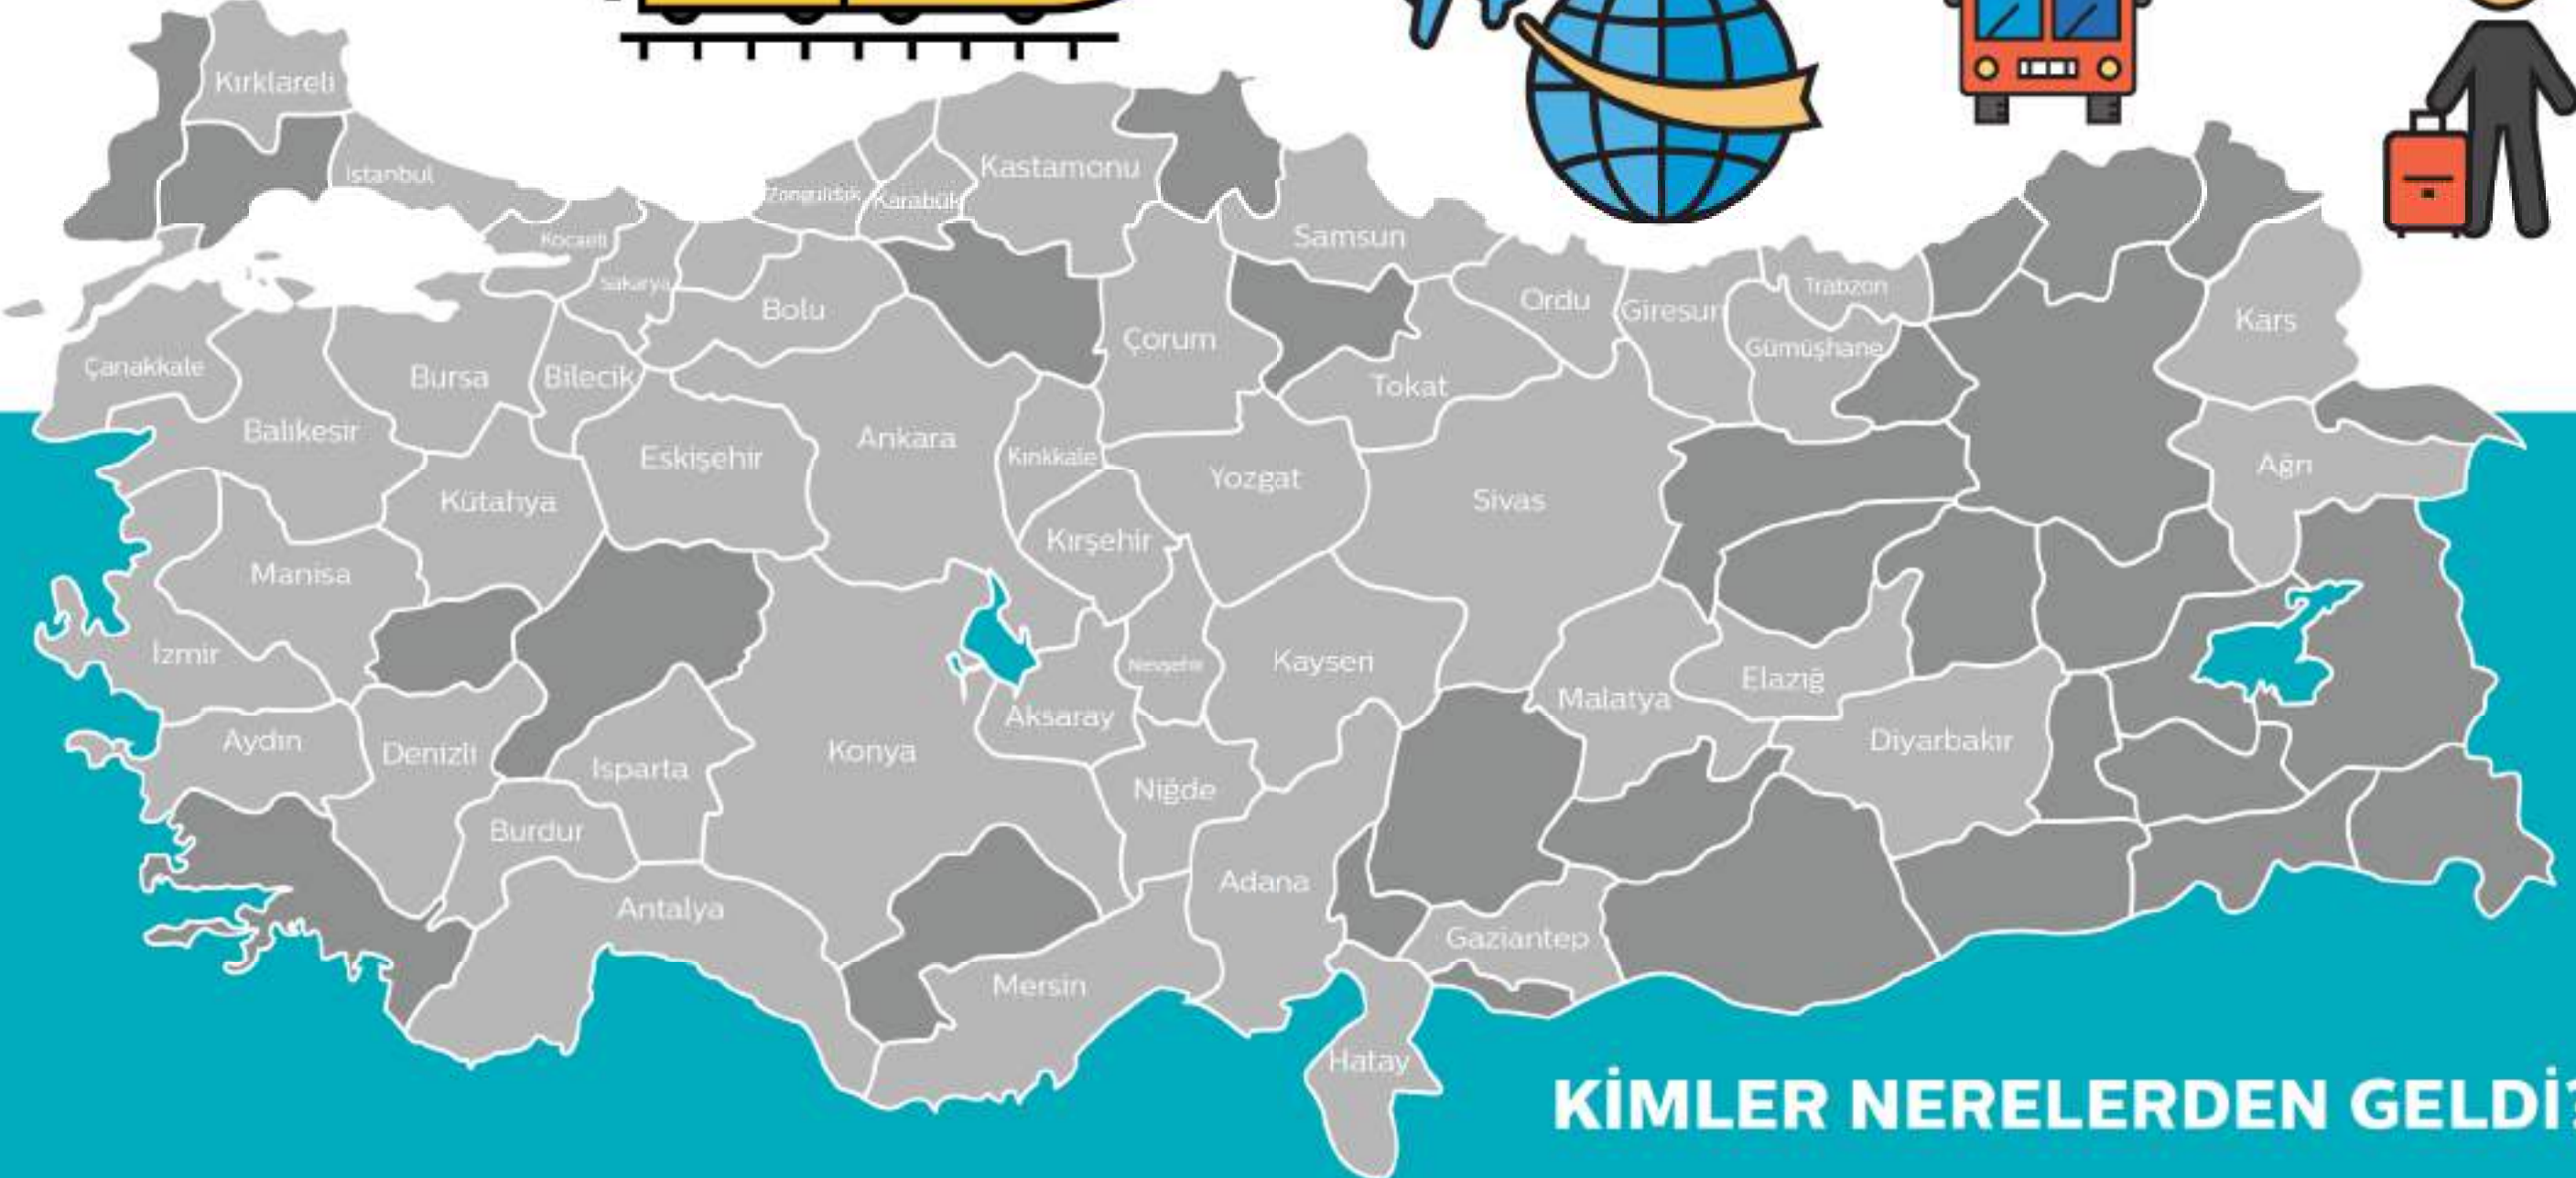 Kırklareli
İstanbul
Kastamonu
Zonguldak
Karabük
Kocaeli
Samsun
Sakarya
Bolu
Trabzon
Ordu
Giresun
Kars
Çorum
Gümüşhane
Çanakkale
Bursa
Bilecik
Tokat
Balıkesir
Ankara
Eskişehir
Kırıkkale
Ağrı
Yozgat
Kütahya
Sivas
Kırşehir
Manisa
İzmir
Nevşehir
Kayseri
Elazığ
Malatya
Aksaray
Aydın
Denizli
Konya
Diyarbakır
Isparta
Niğde
Burdur
Adana
Antalya
Gaziantep
Mersin
Hatay
KİMLER NERELERDEN GELDİ?